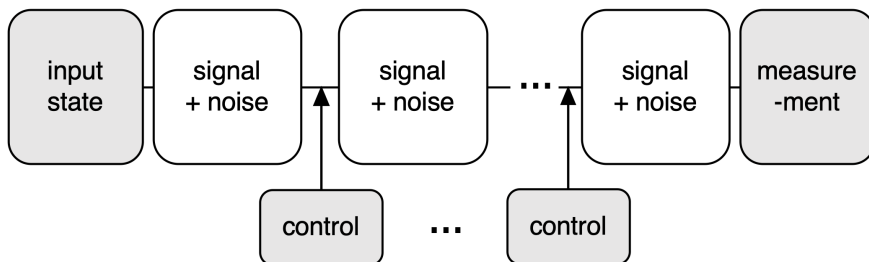 input
state
signal
+ noise
signal
+ noise
...
signal
+ noise
measure
-ment
control
...
control